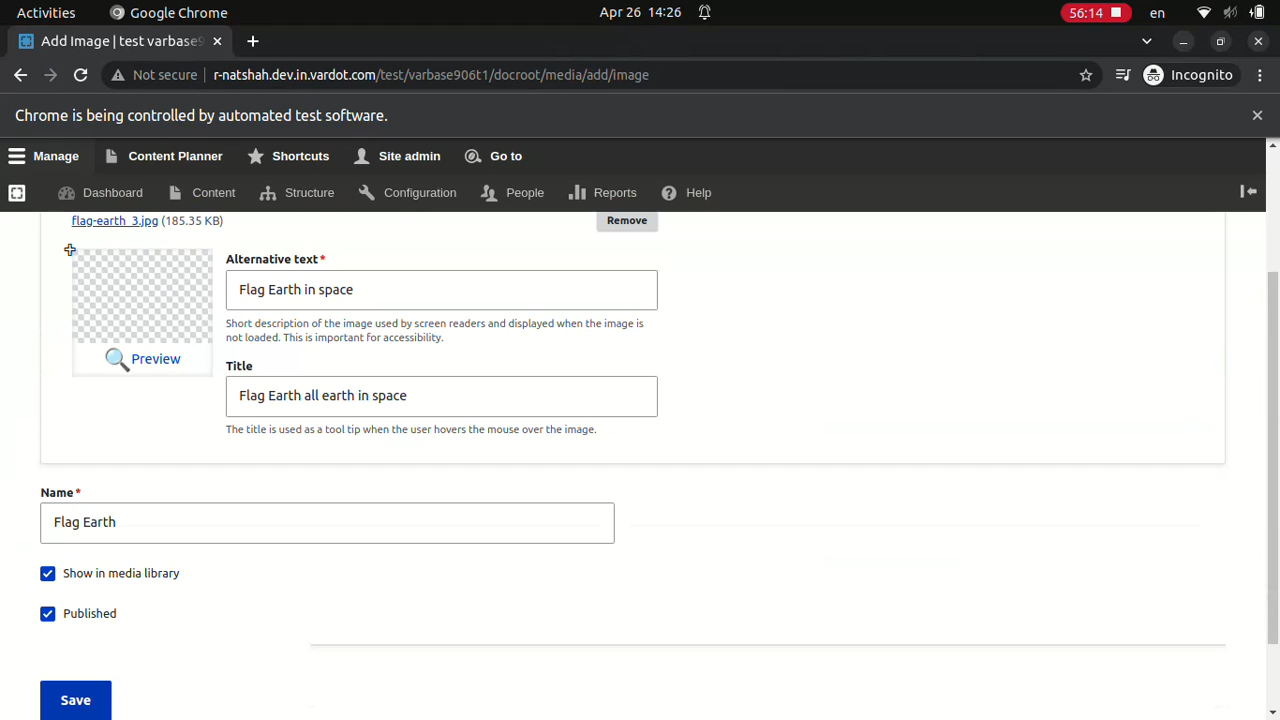 Activities Google Chrome Apr 26 14:26 56:14 en
Add Image | test varbase9
Not secure r-natshah.dev.in.vardot.com/test/varbase906t1/docroot/media/add/image Incognito
Chrome is being controlled by automated test software.
Manage Content Planner Shortcuts Site admin Go to
Dashboard Content Structure Configuration People Reports Help
flag-earth_3.jpg (185.35 KB) Remove
Alternative text*
Flag Earth in space
Short description of the image used by screen readers and displayed when the image is
not loaded. This is important for accessibility.
Preview
Title
Flag Earth all earth in space
The title is used as a tool tip when the user hovers the mouse over the image.
Name*
Flag Earth
Show in media library
Published
Save